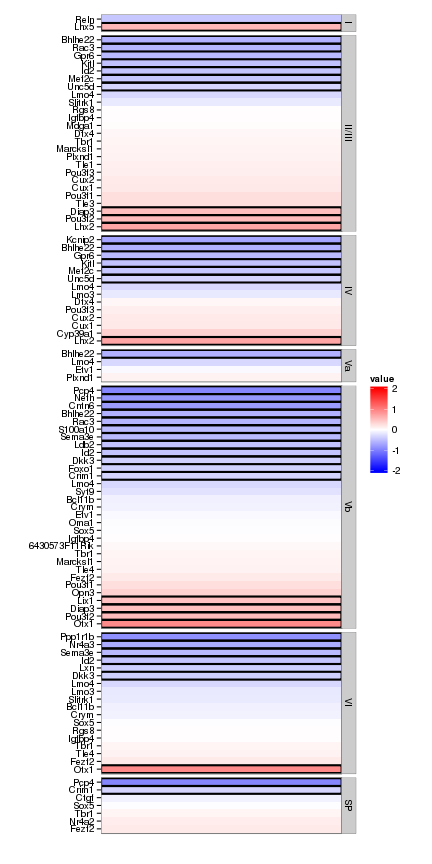 Reln
Lhx5
I
Bhlhe22
Rac3
Gpr6
Kitl
Id2
Mef2c
Unc5d
Lmo4
Slitrk1
Rgs8
Igfbp4
Mdga1
Dtx4
Tbr1
Marcksl1
Plxnd1
Tle1
Pou3f3
Cux2
Cux1
Pou3f1
Tle3
Diap3
Pou3f2
Lhx2
II/III
Kcnip2
Bhlhe22
Gpr6
Kitl
Mef2c
Unc5d
Lmo4
Lmo3
Dtx4
Pou3f3
Cux2
Cux1
Cyp39a1
Lhx2
IV
Bhlhe22
Lmo4
Etv1
Plxnd1
Va
Pcp4
Nefh
Cntn6
Bhlhe22
Rac3
S100a10
Sema3e
Ldb2
Id2
Dkk3
Foxo1
Crim1
Lmo4
Syt9
Bcl11b
Crym
Etv1
Oma1
Sox5
Igfbp4
6430573F11Rik
Tbr1
Marcksl1
Tle4
Fezf2
Pou3f1
Opn3
Lix1
Diap3
Pou3f2
Otx1
Vb
Ppp1r1b
Nr4a3
Sema3e
Id2
Lxn
Dkk3
Lmo4
Lmo3
Slitrk1
Bcl11b
Crym
Sox5
Rgs8
Igfbp4
Tbr1
Tle4
Fezf2
Otx1
VI
Pcp4
Crim1
Ctgf
Sox5
Tbr1
Nr4a2
Fezf2
SP
value
2
1
0
-1
-2